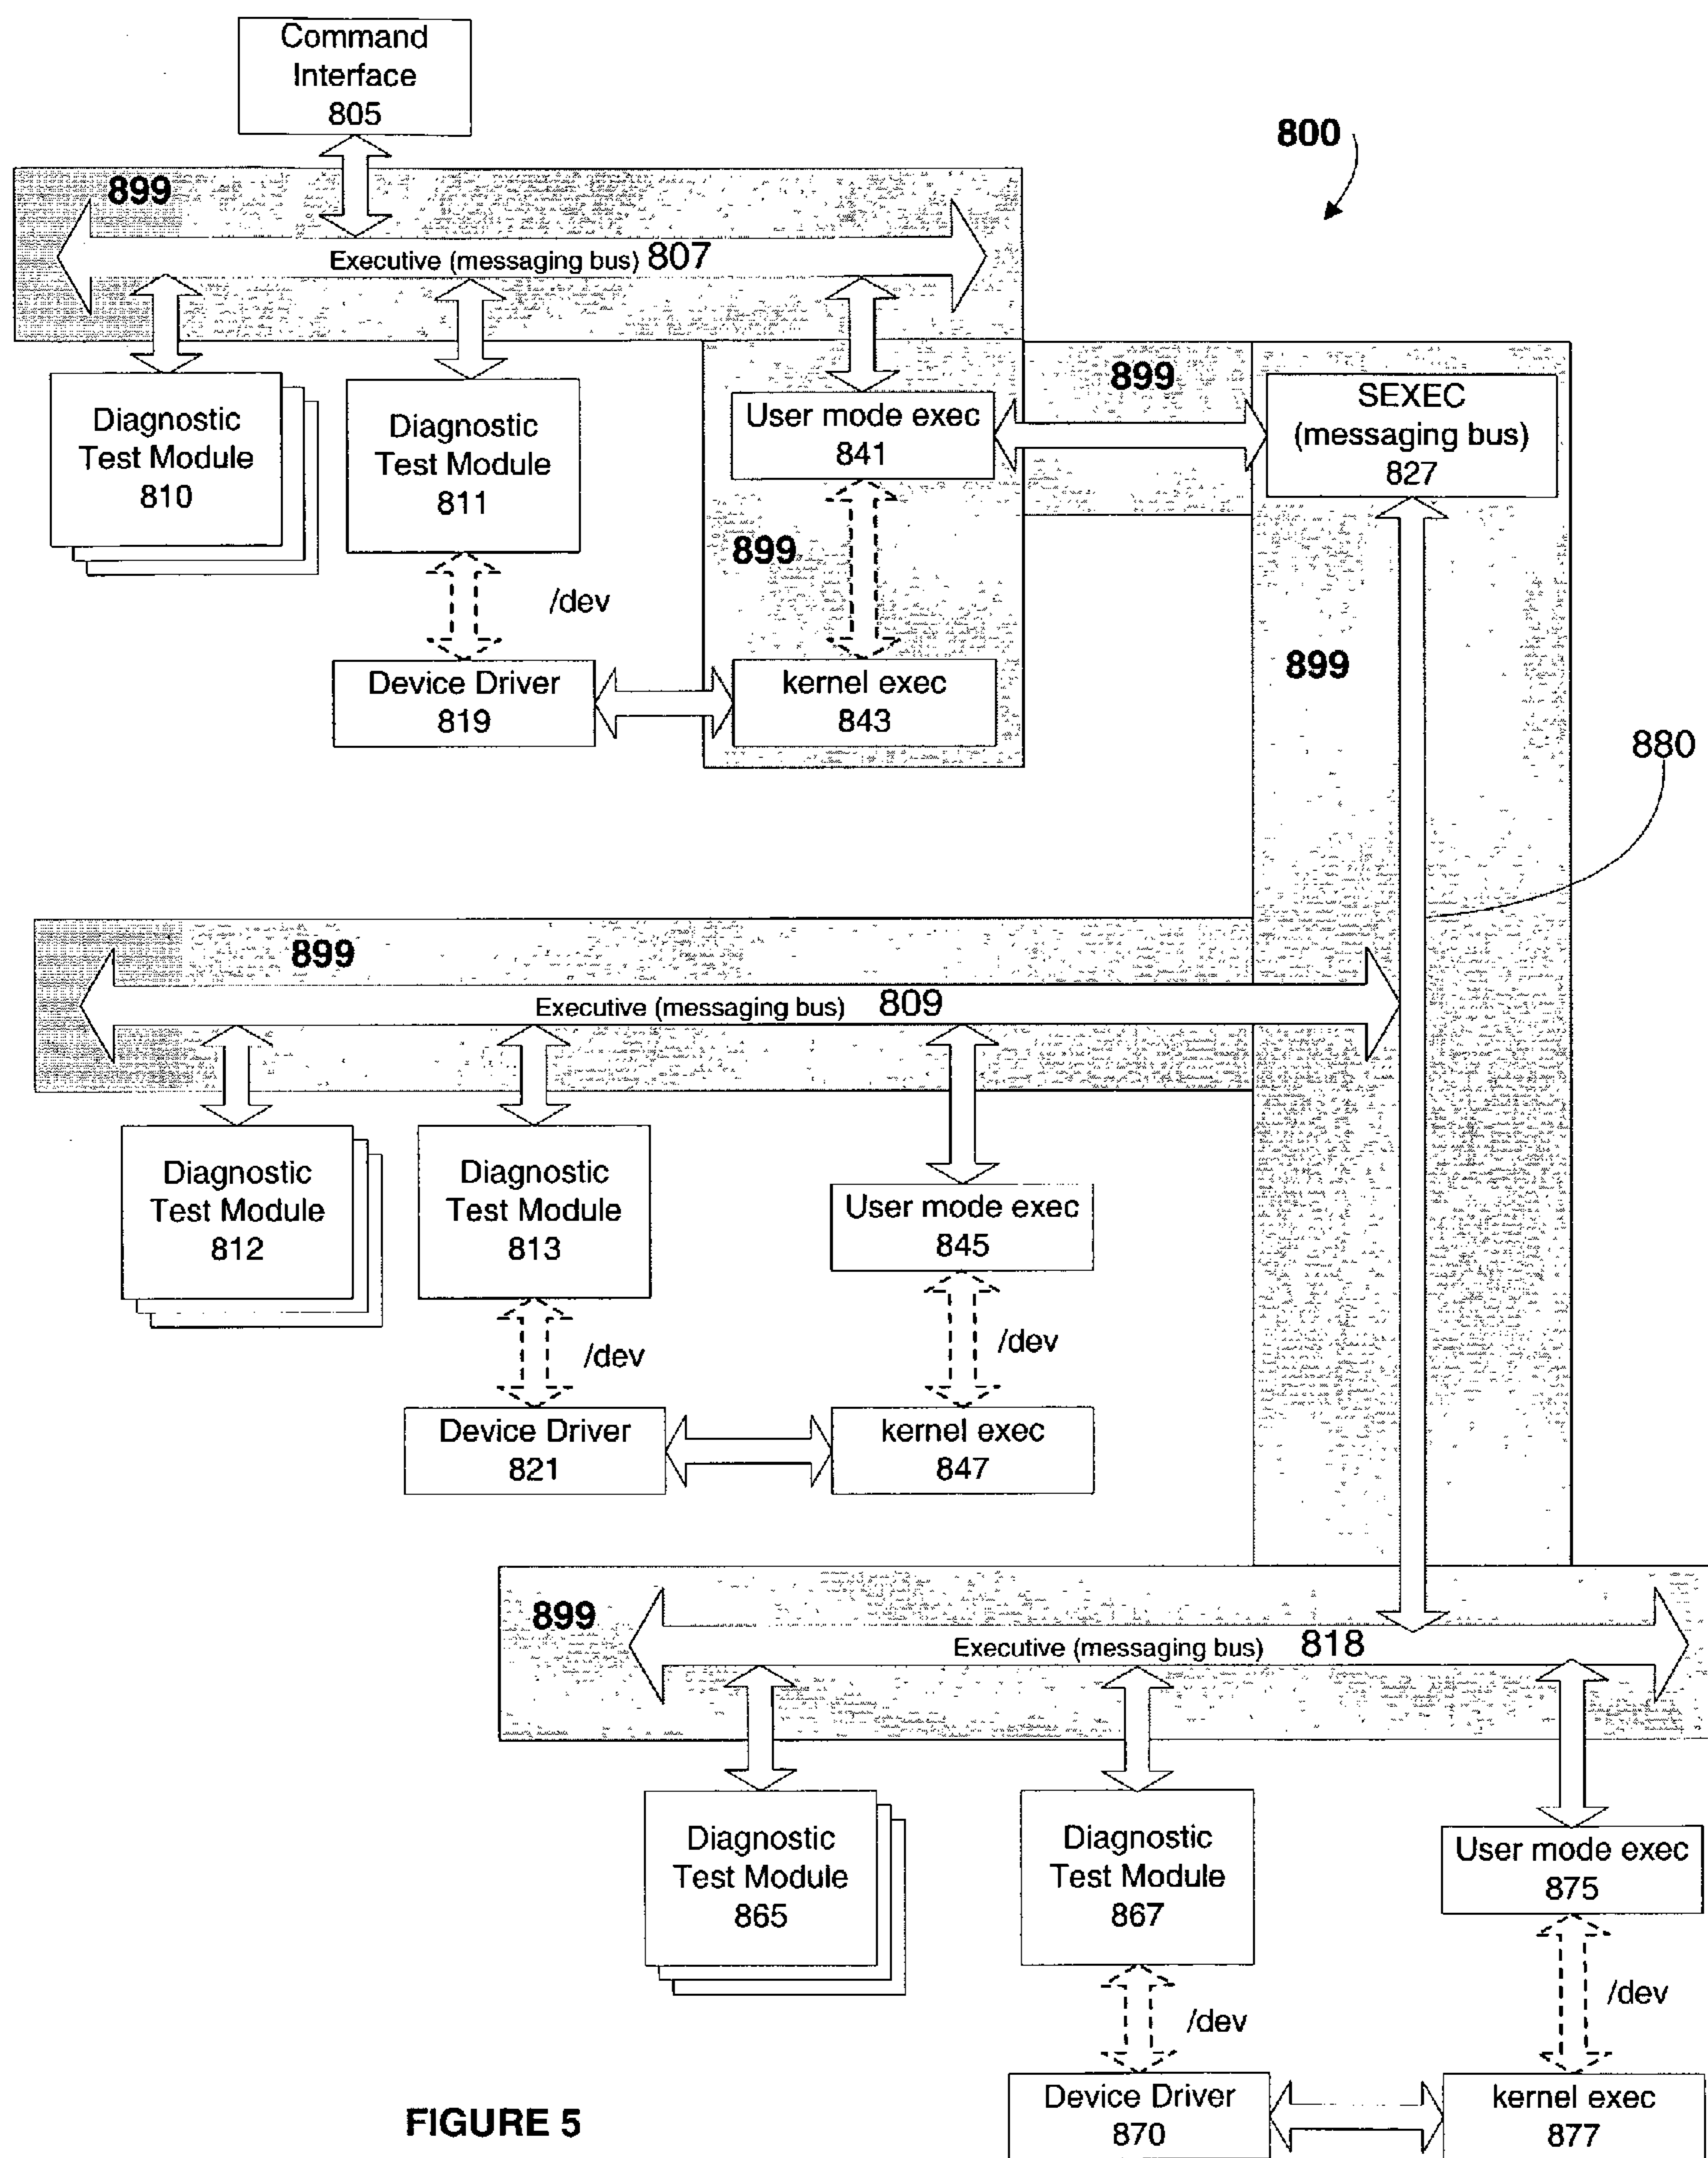 Command
Interface
805
800
899
Executive (messaging bus) 807
Diagnostic
Test Module
810
Diagnostic
Test Module
811
User mode exec
841
899
SEXEC
(messaging bus)
827
899
/dev
899
Device Driver
819
kernel exec
843
880
899
Executive (messaging bus) 809
Diagnostic
Test Module
812
Diagnostic
Test Module
813
User mode exec
845
/dev
/dev
Device Driver
821
kernel exec
847
899
Executive (messaging bus) 818
Diagnostic
Test Module
865
Diagnostic
Test Module
867
User mode exec
875
/dev
/dev
Device Driver
870
kernel exec
877
FIGURE 5